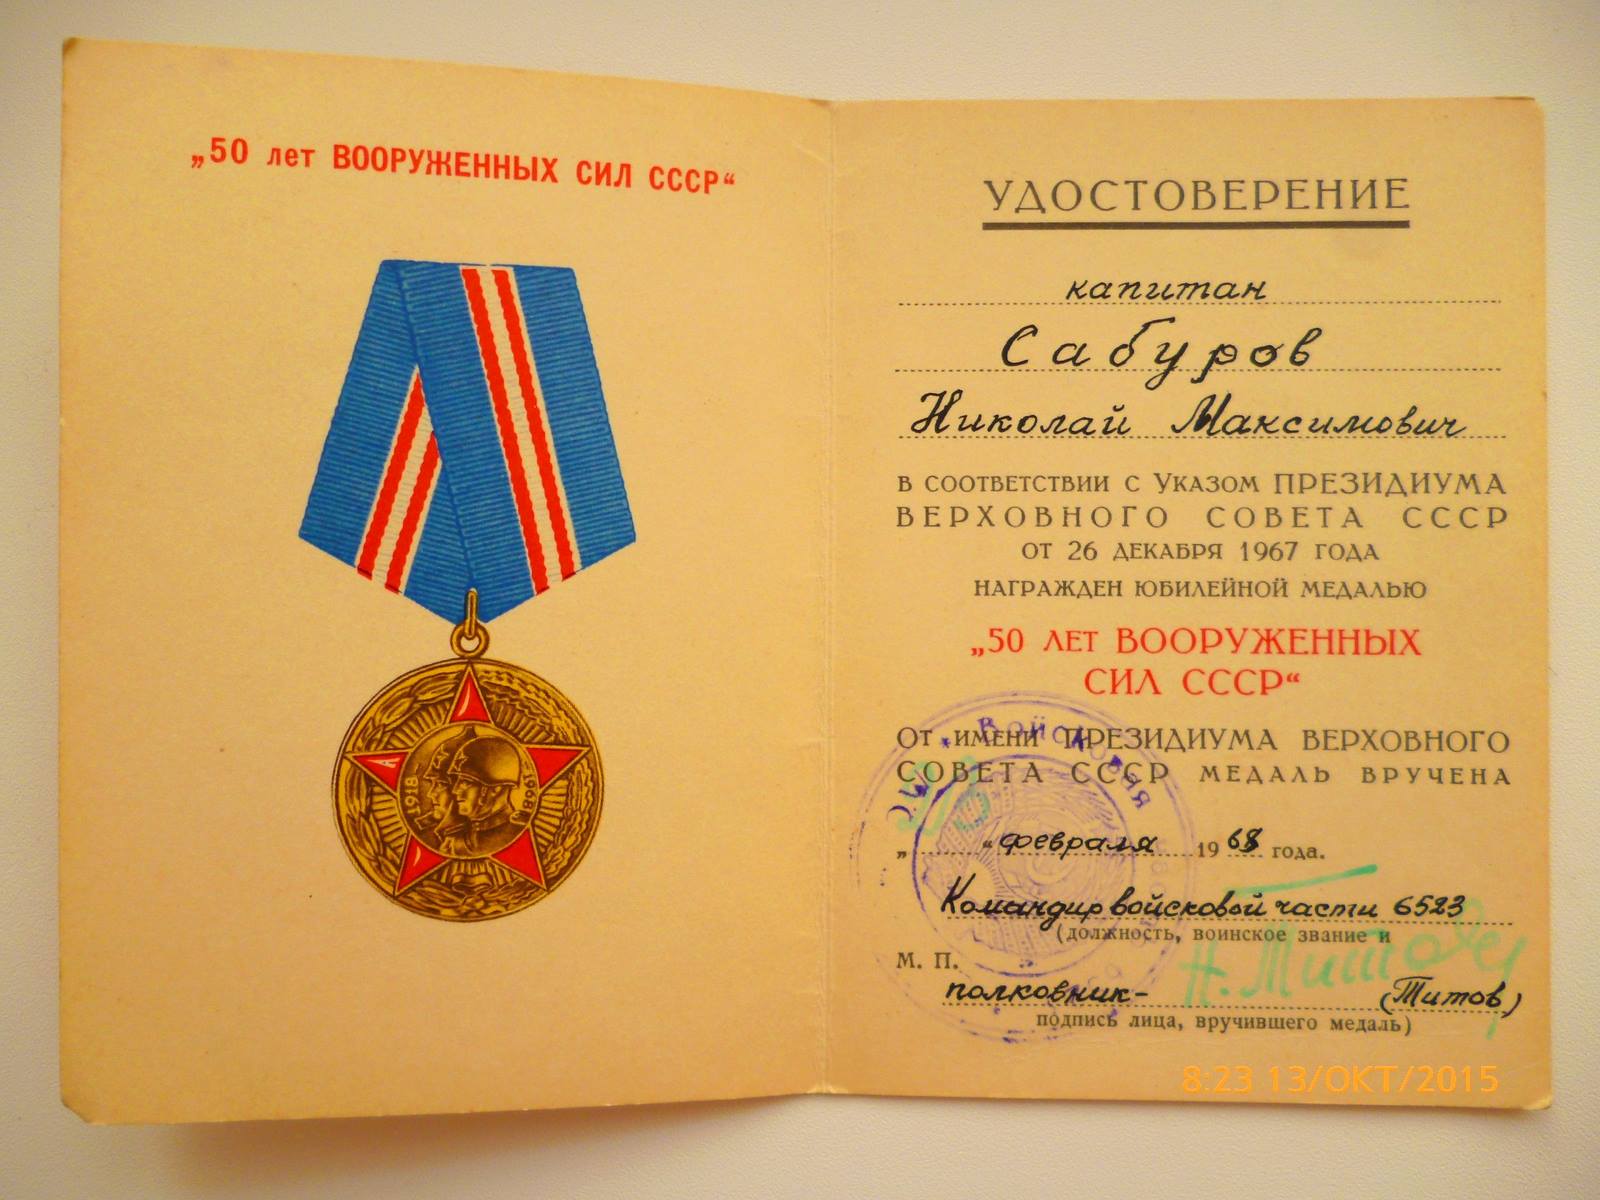 „50 лет ВООРУЖЕННЫХ СИЛ СССР“
1918
1968
УДОСТОВЕРЕНИЕ
капитан
Сабуров
Николай Максимович
В СООТВЕТСТВИИ С УКАЗОМ ПРЕЗИДИУМА
ВЕРХОВНОГО СОВЕТА СССР
ОТ 26 ДЕКАБРЯ 1967 ГОДА
НАГРАЖДЕН ЮБИЛЕЙНОЙ МЕДАЛЬЮ
„50 ЛЕТ ВООРУЖЕННЫХ
СИЛ СССР“
ОТ ИМЕНИ ПРЕЗИДИУМА ВЕРХОВНОГО
СОВЕТА СССР МЕДАЛЬ ВРУЧЕНА
„ “ февраля 1968 года.
Командир войсковой части 6523
(должность, воинское звание и
М. П.
полковник- Н. Титов (Титов)
подпись лица, вручившего медаль)
Войсковая
8:23 13/ОКТ/2015